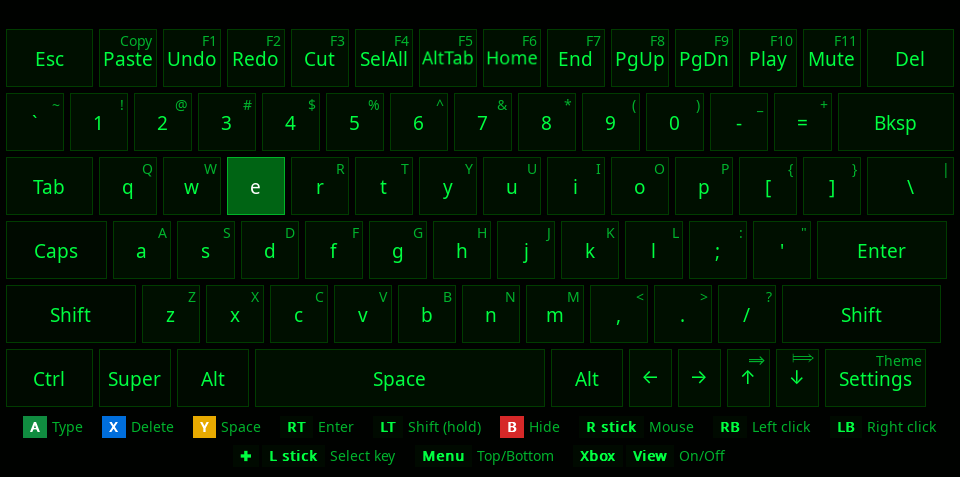 Esc Copy Paste F1 Undo F2 Redo F3 Cut F4 SelAll F5 AltTab F6 Home F7 End F8 PgUp F9 PgDn F10 Play F11 Mute Del
~ ` ! 1 @ 2 # 3 $ 4 % 5 ^ 6 & 7 * 8 ( 9 ) 0 _ - + = Bksp
Tab Q q W w e R r T t Y y U u I i O o P p { [ } ] | \
Caps A a S s D d F f G g H h J j K k L l : ; " ' Enter
Shift Z z X x C c V v B b N n M m < , > . ? / Shift
Ctrl Super Alt Space Alt ← → ⇒ ↑ ⟹ ↓ Theme Settings
A Type X Delete Y Space RT Enter LT Shift (hold) B Hide R stick Mouse RB Left click LB Right click
✚ L stick Select key Menu Top/Bottom Xbox View On/Off